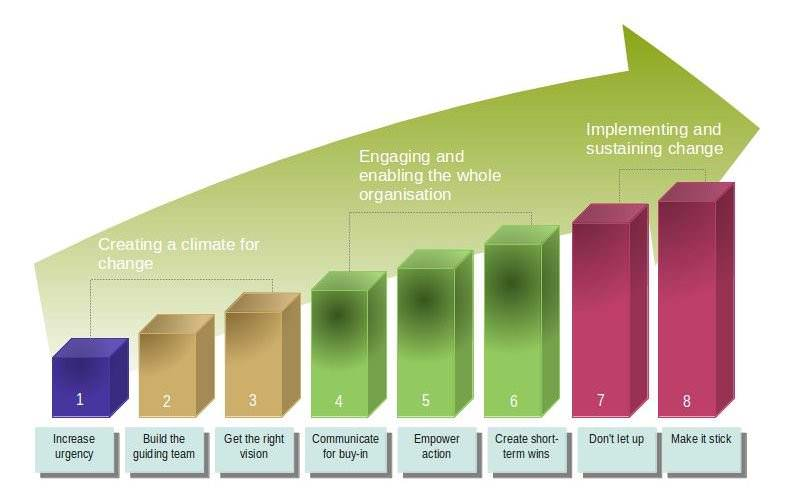 Implementing and
sustaining change
Engaging and
enabling the whole
organisation
Creating a climate for
change
1
2
3
4
5
6
7
8
Increase
urgency
Build the
guiding team
Get the right
vision
Communicate
for buy-in
Empower
action
Create short-
term wins
Don't let up
Make it stick